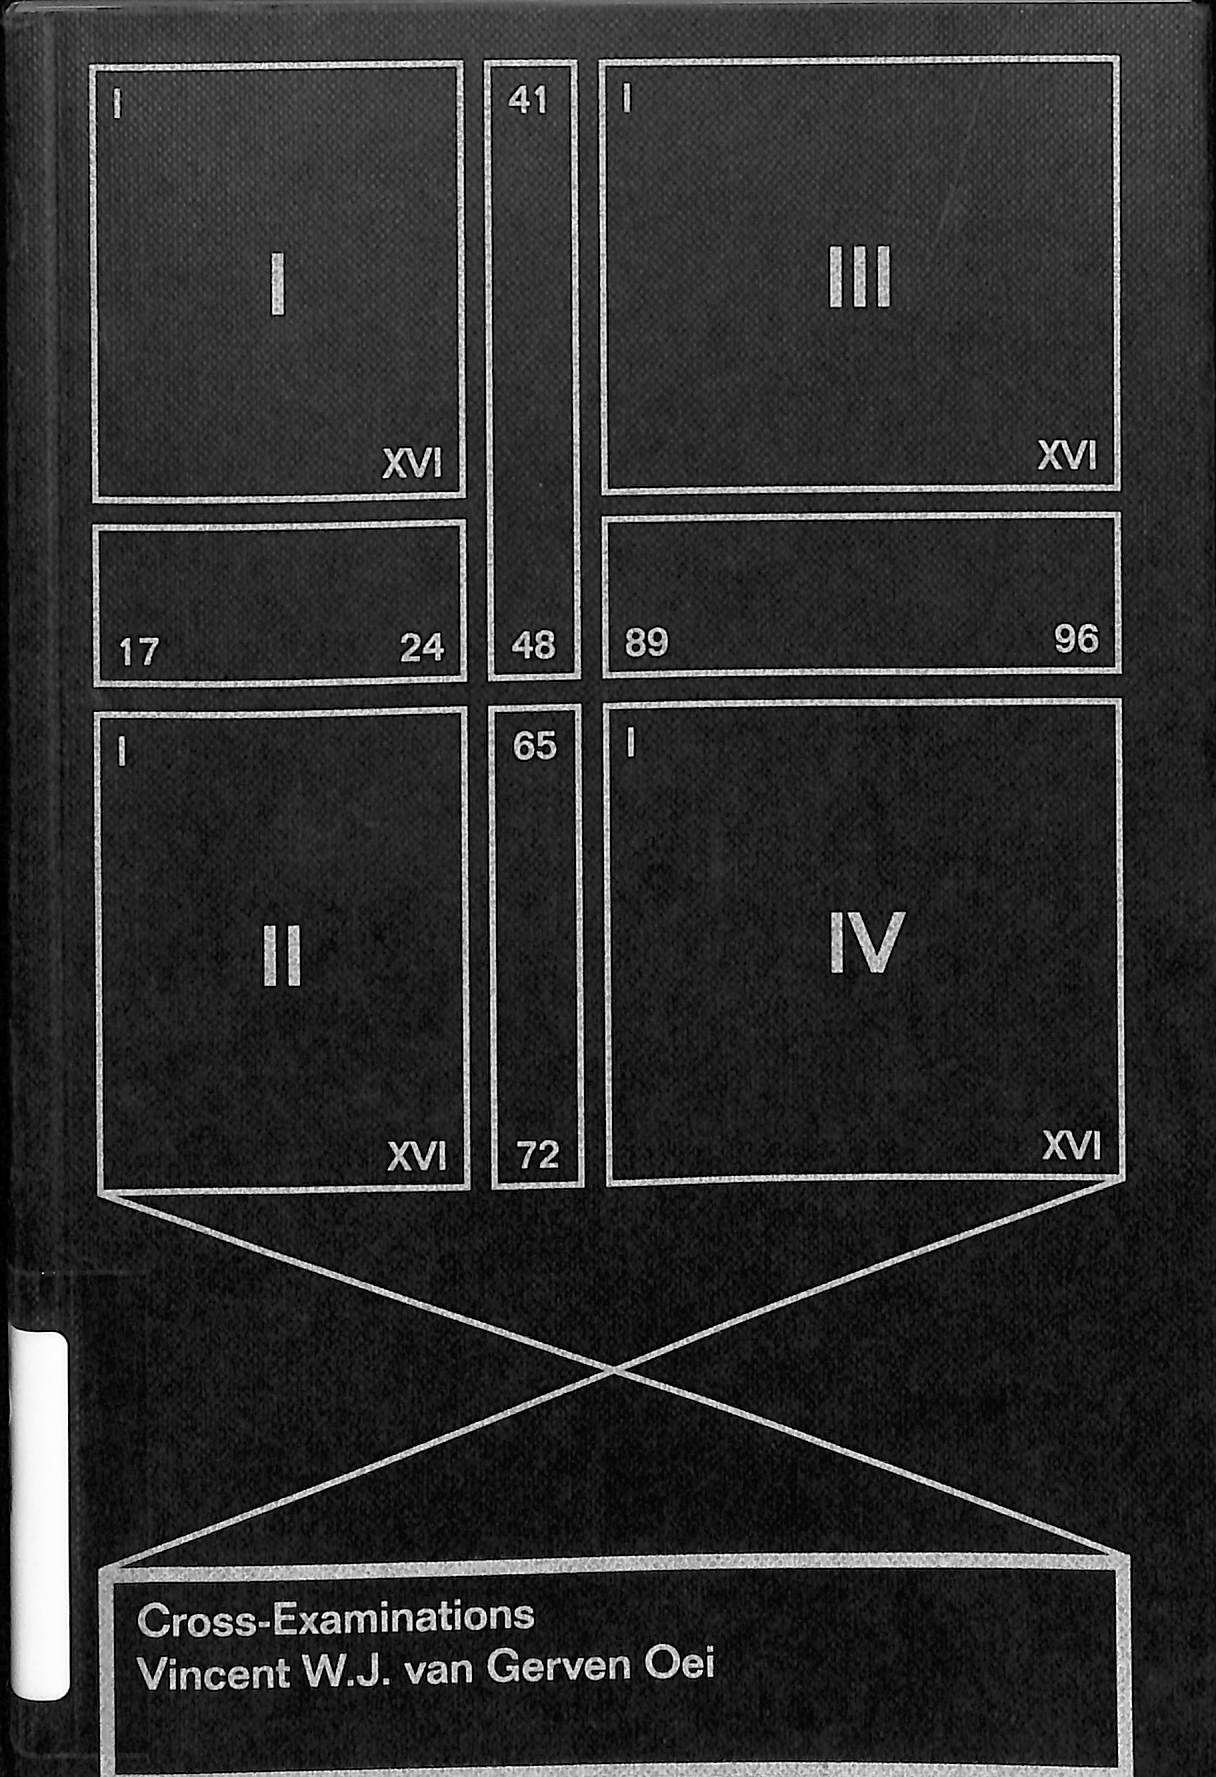 I
I
XVI
41
48
I
III
XVI
17 24
89 96
I
II
XVI
65
72
I
IV
XVI
Cross-Examinations
Vincent W.J. van Gerven Oei